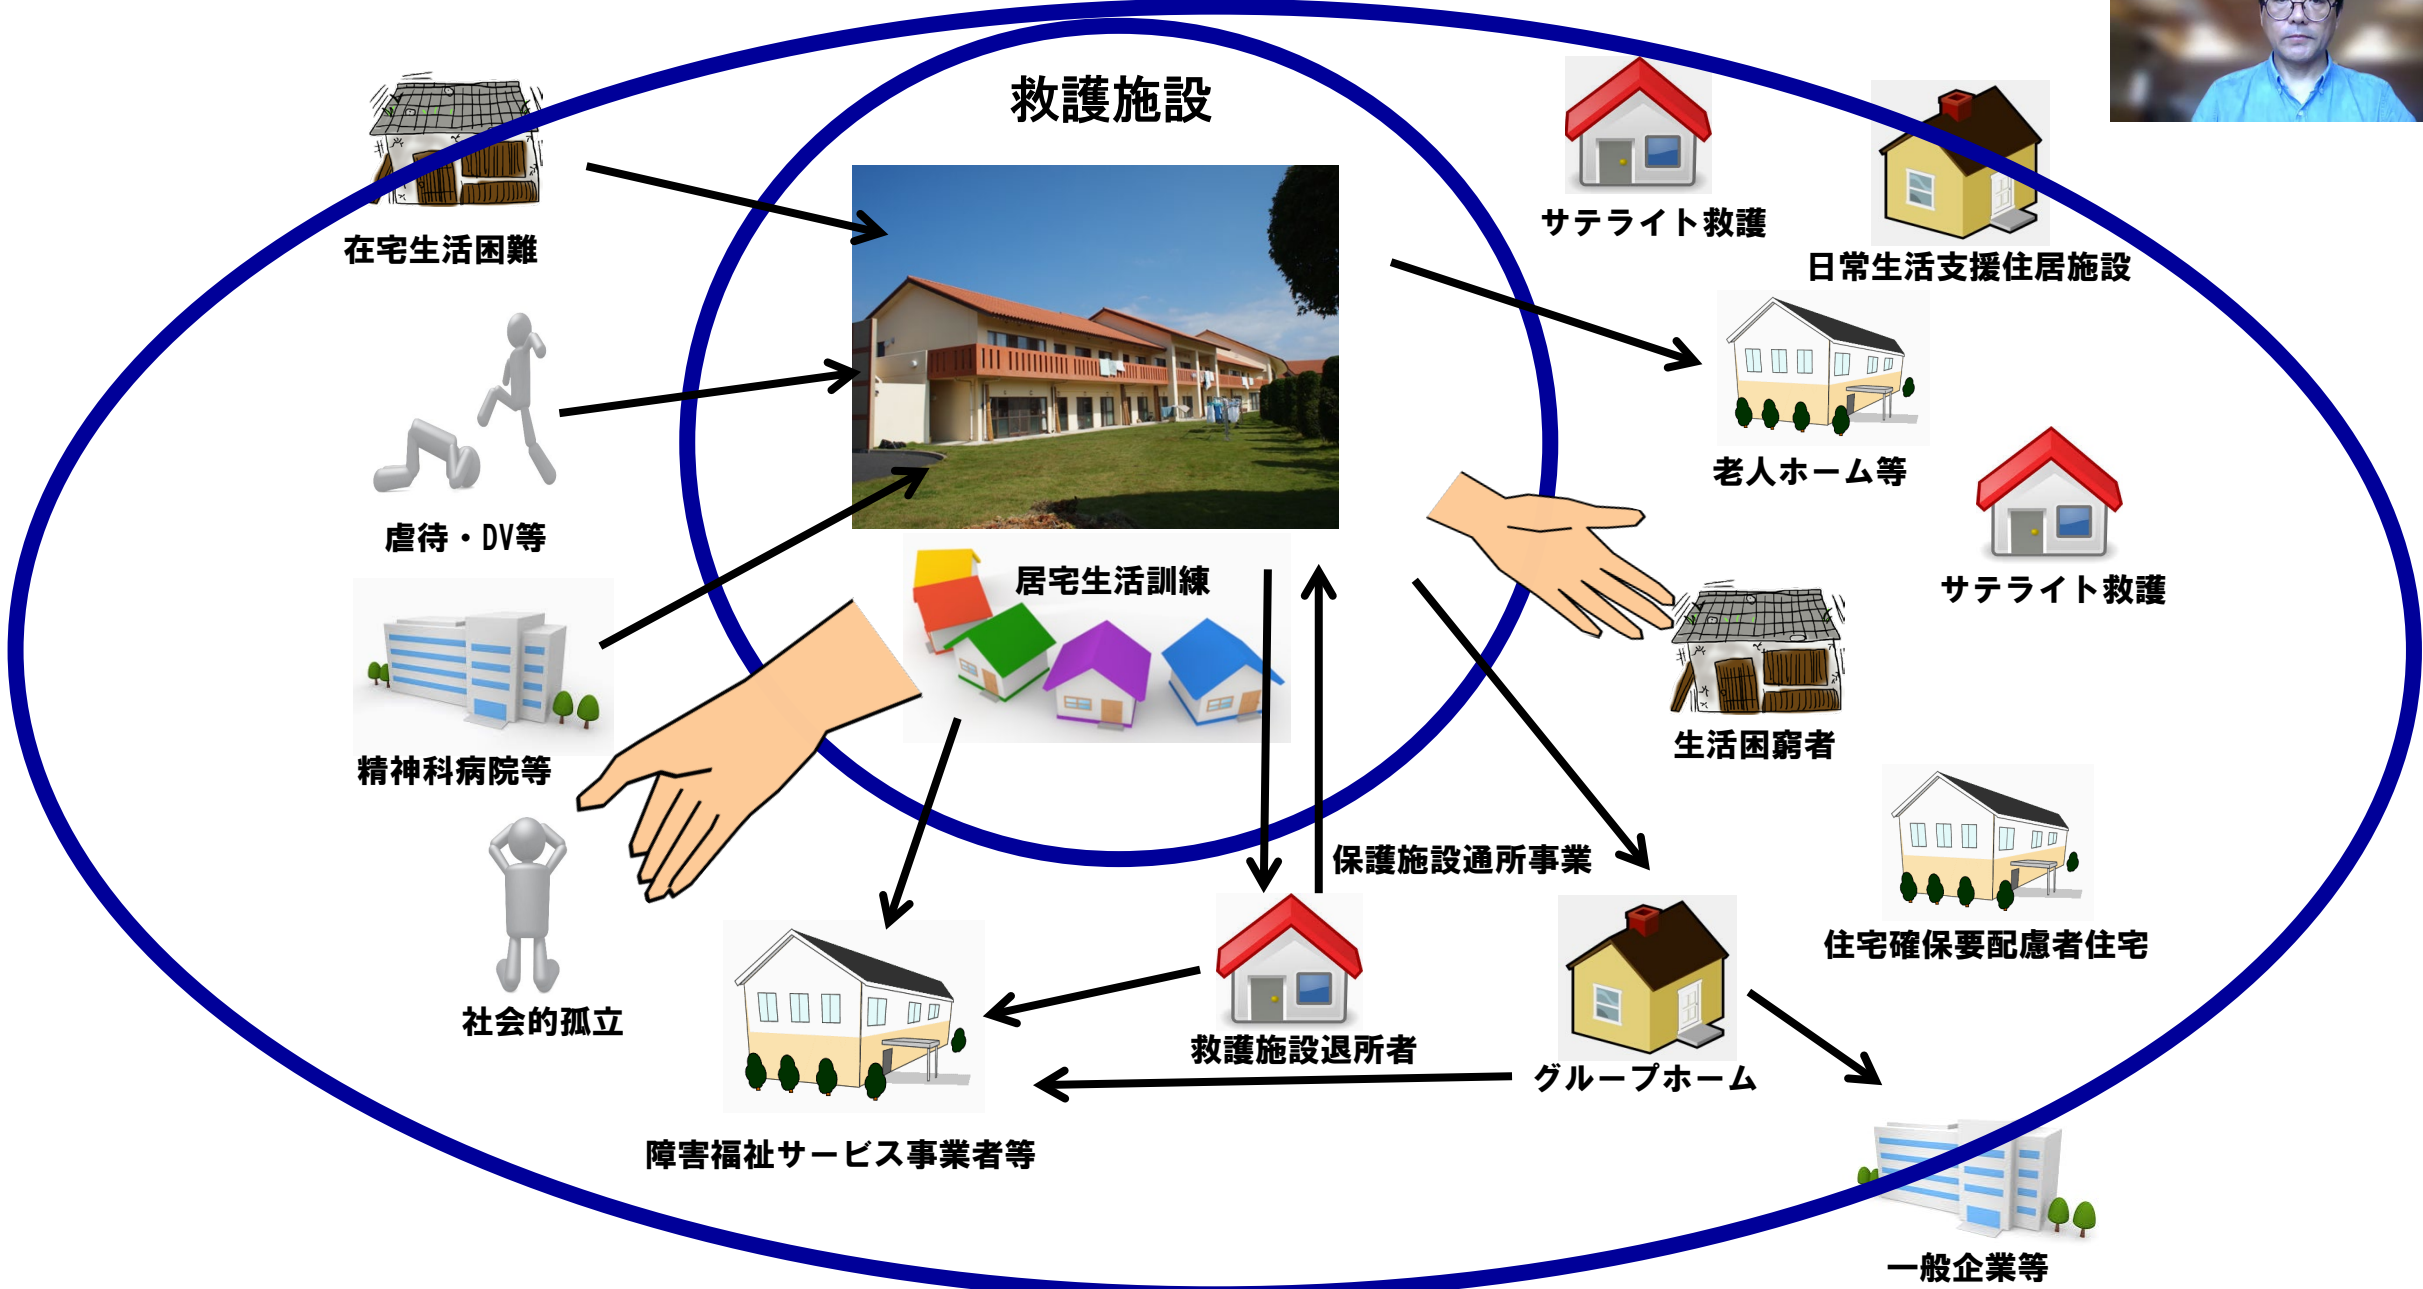 救護施設
サテライト救護
在宅生活困難
日常生活支援住居施設
老人ホーム等
虐待・DV等
居宅生活訓練
サテライト救護
生活困窮者
精神科病院等
保護施設通所事業
住宅確保要配慮者住宅
社会的孤立
救護施設退所者
グループホーム
障害福祉サービス事業者等
一般企業等